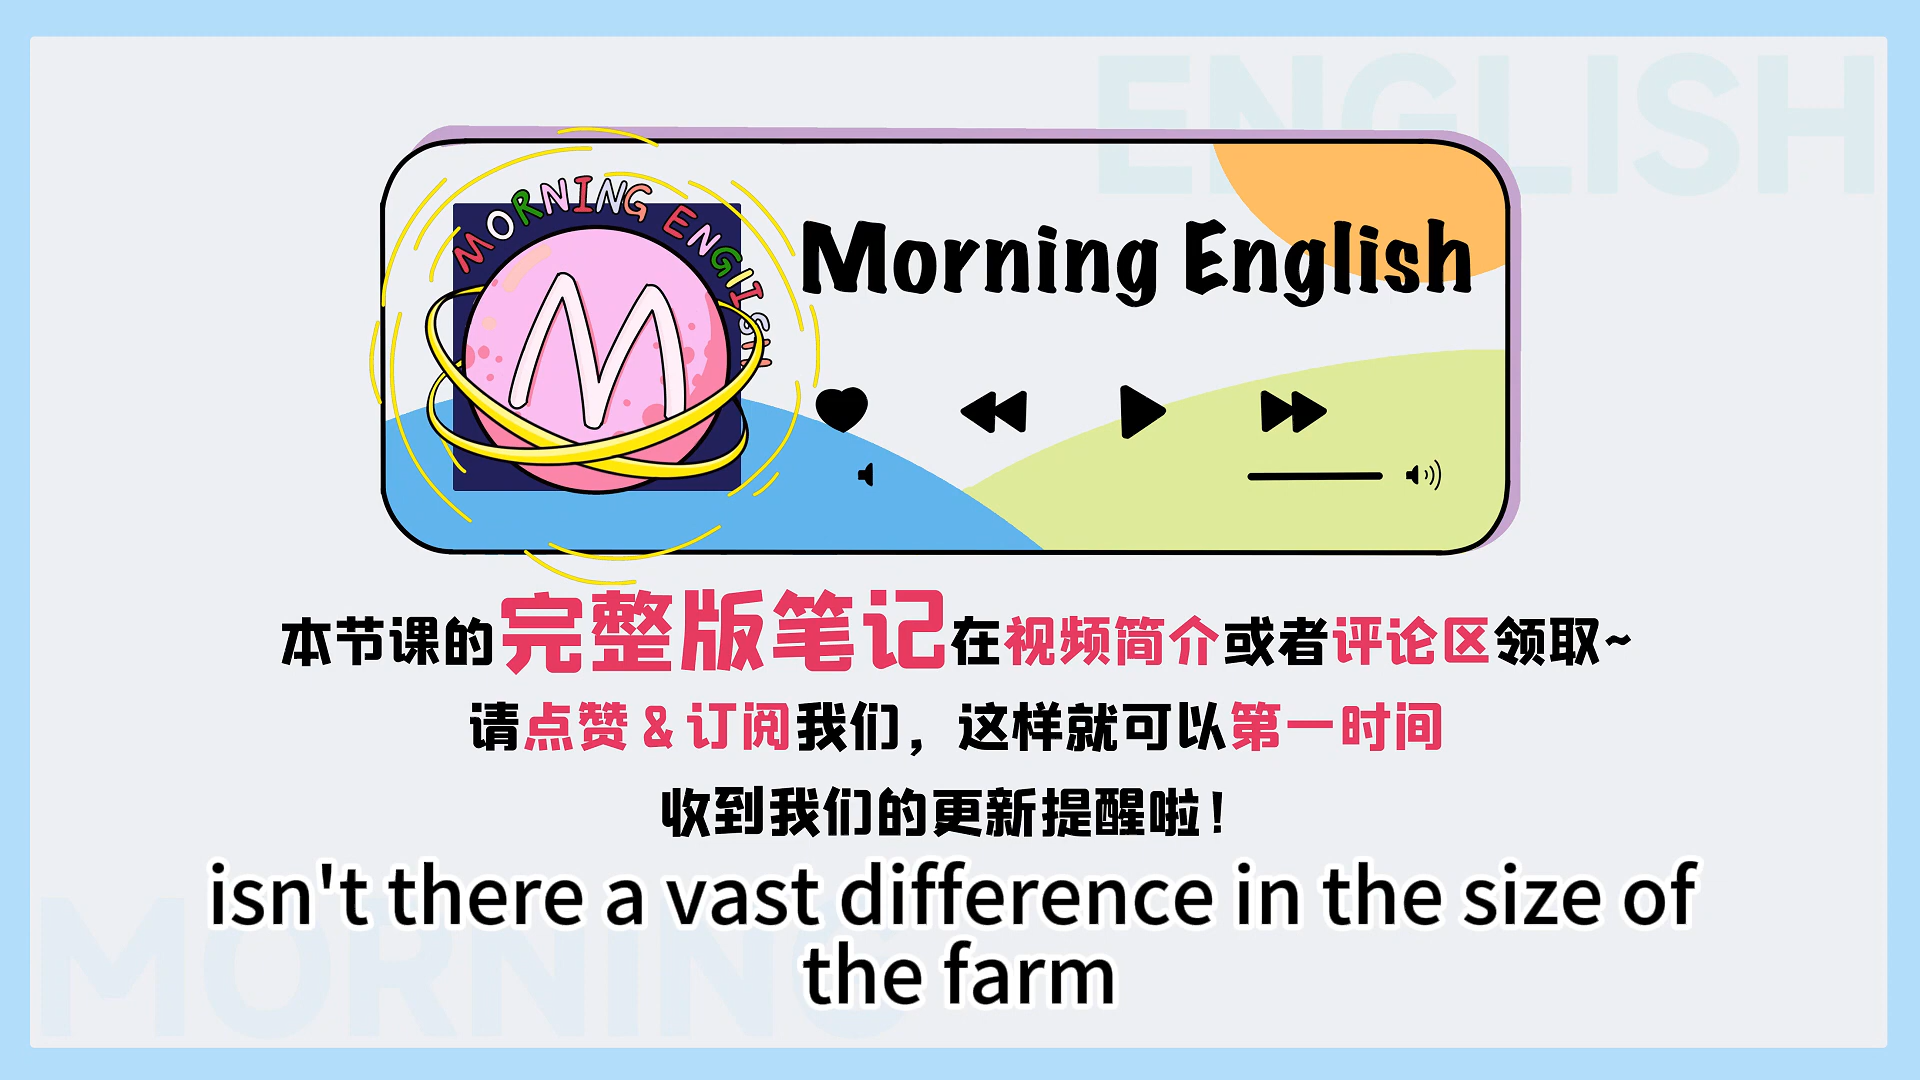 ENGLISH
MORNING ENGLISH
M
Morning English
本节课的完整版笔记在视频简介或者评论区领取~
请点赞&订阅我们，这样就可以第一时间
收到我们的更新提醒啦！
MORNING
isn't there a vast difference in the size of
the farm